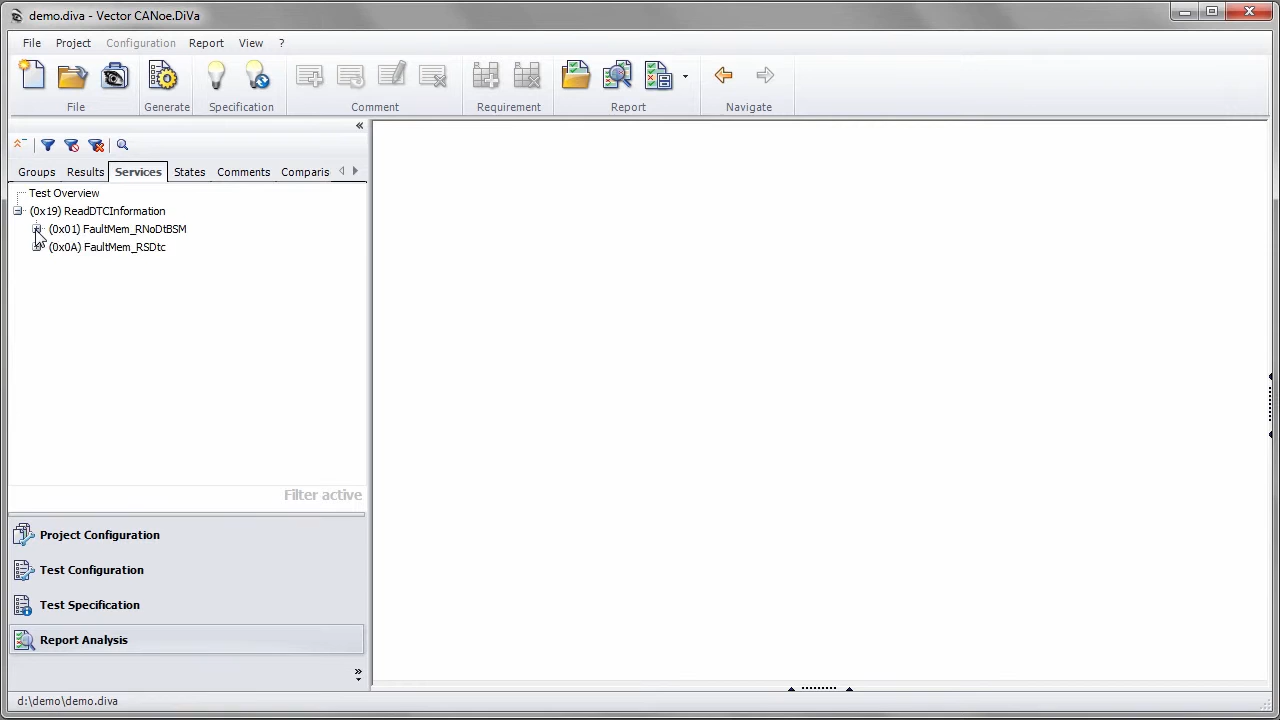 demo.diva - Vector CANoe.DiVa
File Project Configuration Report View ?
File Generate Specification Comment Requirement Report Navigate
«
Groups Results Services States Comments Comparis
Test Overview
(0x19) ReadDTCInformation
(0x01) FaultMem_RNoDtBSM
(0x0A) FaultMem_RSDtc
Filter active
Project Configuration
Test Configuration
Test Specification
Report Analysis
»
d:\demo\demo.diva